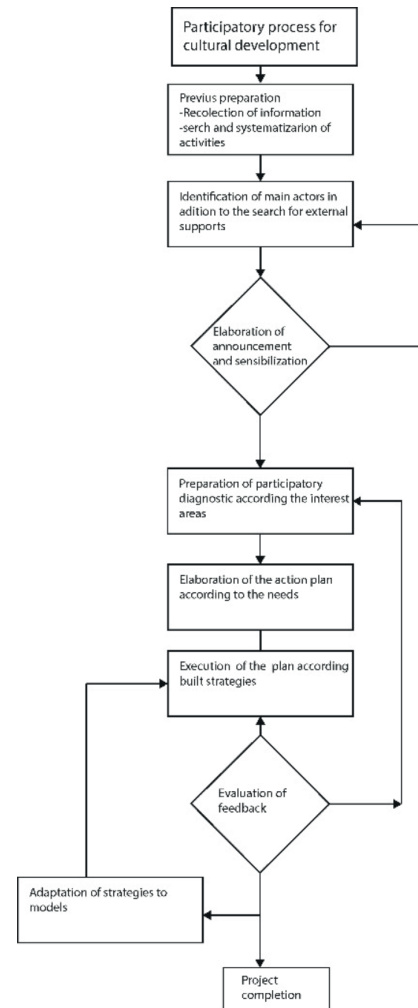 Participatory process for
cultural development
Previus preparation
-Recolection of information
-serch and systematizarion of
activities
Identification of main actors in
adition to the search for external
supports
Elaboration of
announcement
and sensibilization
Preparation of participatory
diagnostic according the interest
areas
Elaboration of the action plan
according to the needs
Execution of the plan according
built strategies
Evaluation of
feedback
Adaptation of strategies to
models
Project
completion